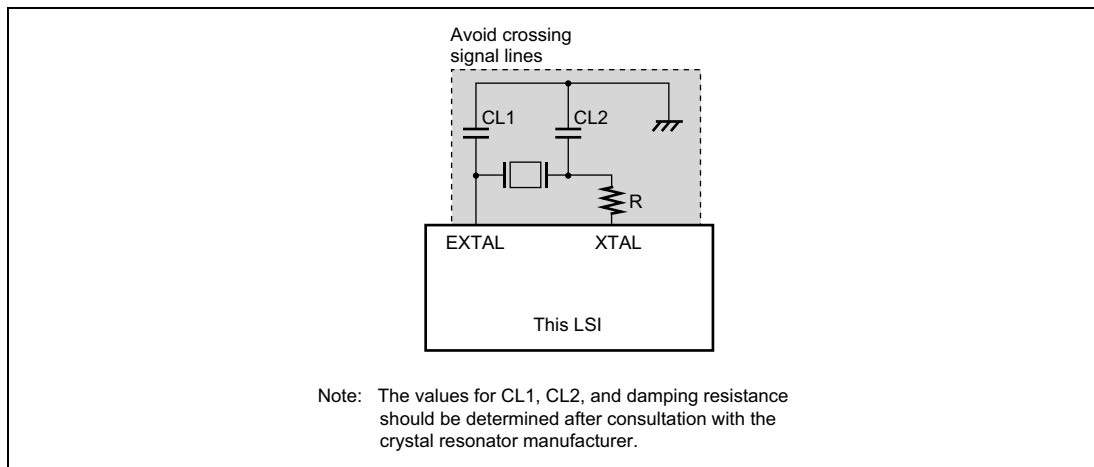 Avoid crossing
signal lines
CL1
CL2
R
EXTAL
XTAL
This LSI
Note: The values for CL1, CL2, and damping resistance
should be determined after consultation with the
crystal resonator manufacturer.